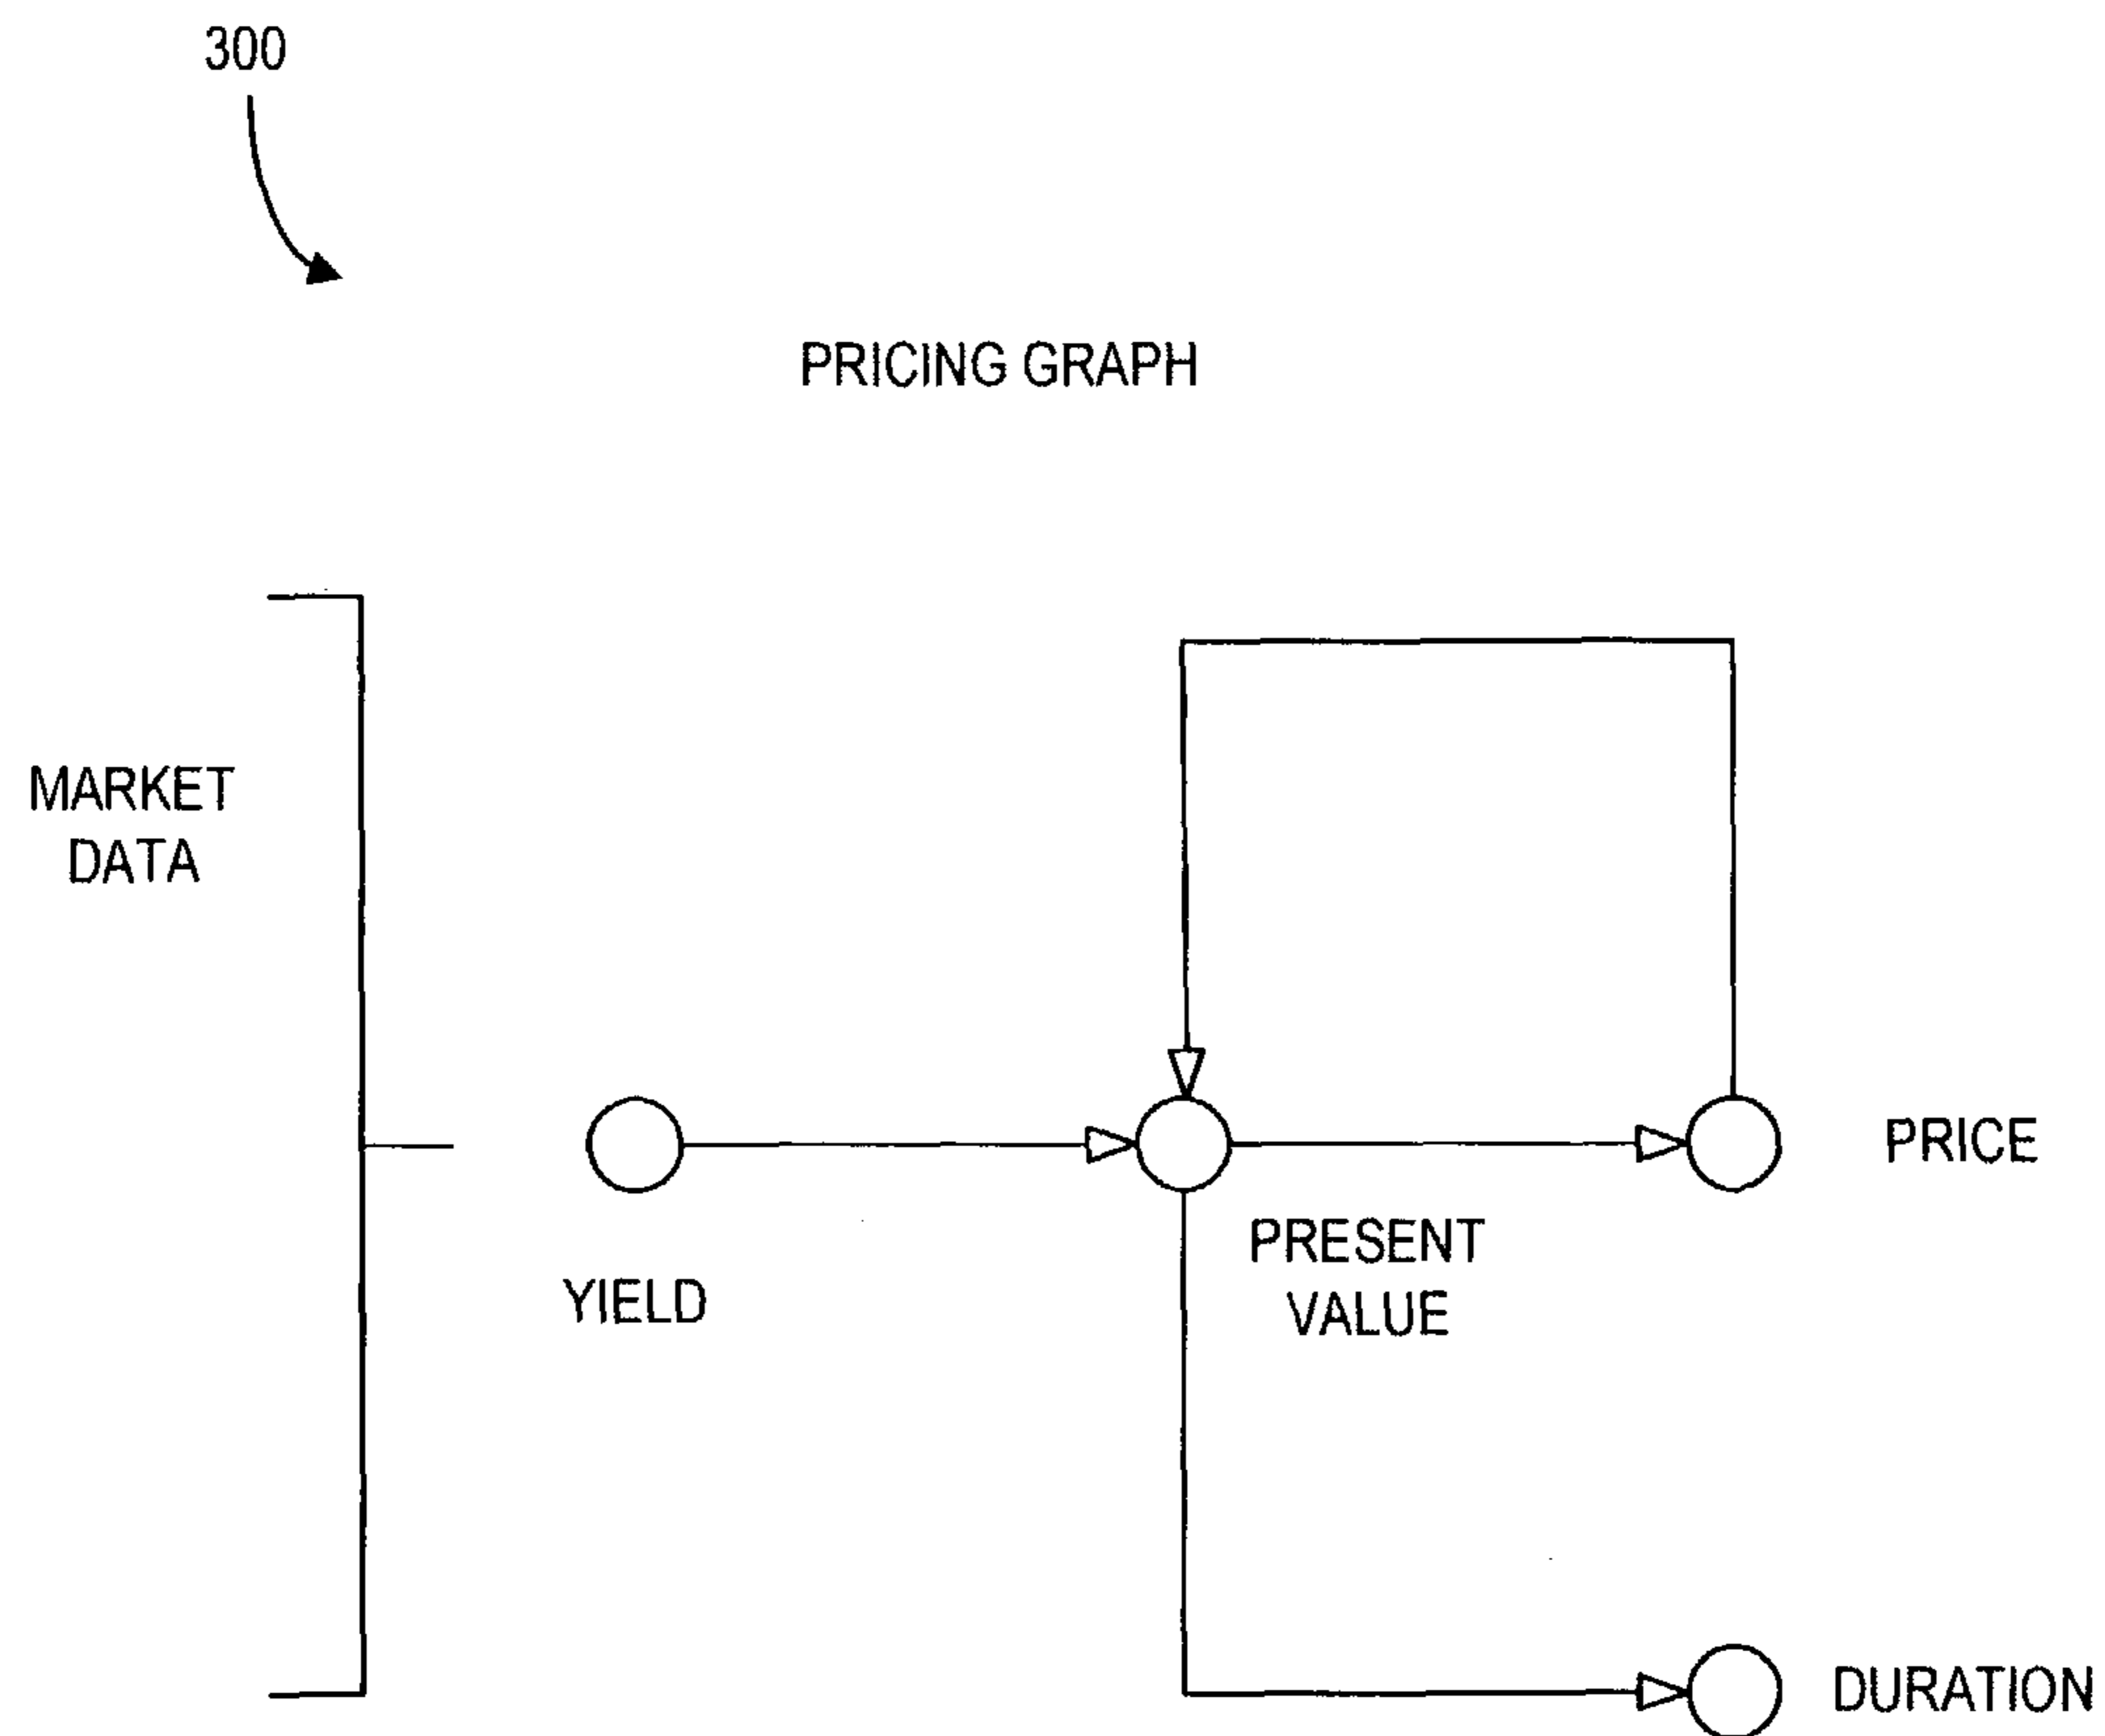 300
PRICING GRAPH
MARKET
DATA
PRICE
PRESENT
VALUE
YIELD
DURATION